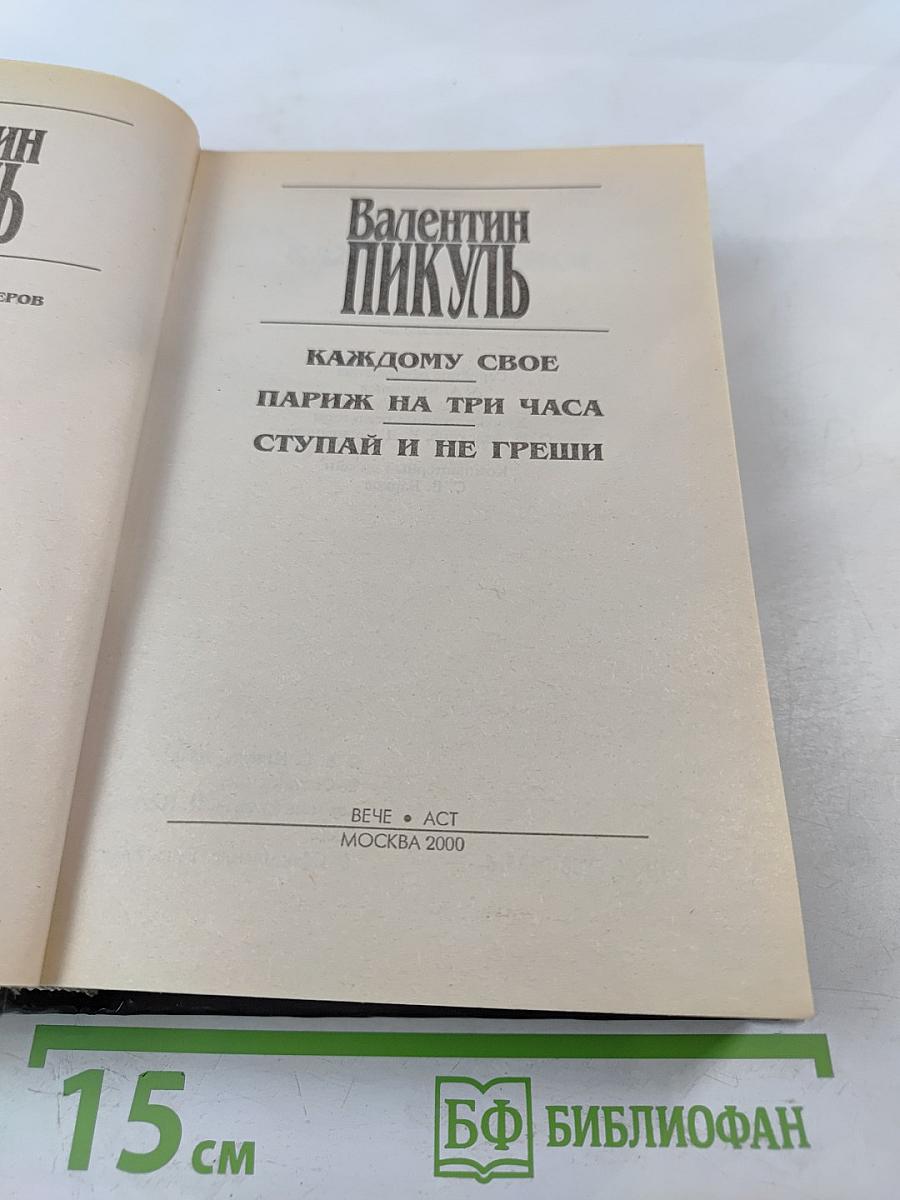 ИН
Ь
ЕРОВ
Валентин
ПИКУЛЬ
КАЖДОМУ СВОЕ
ПАРИЖ НА ТРИ ЧАСА
СТУПАЙ И НЕ ГРЕШИ
ВЕЧЕ • АСТ
МОСКВА 2000
15 см
БФ БИБЛИОФАН